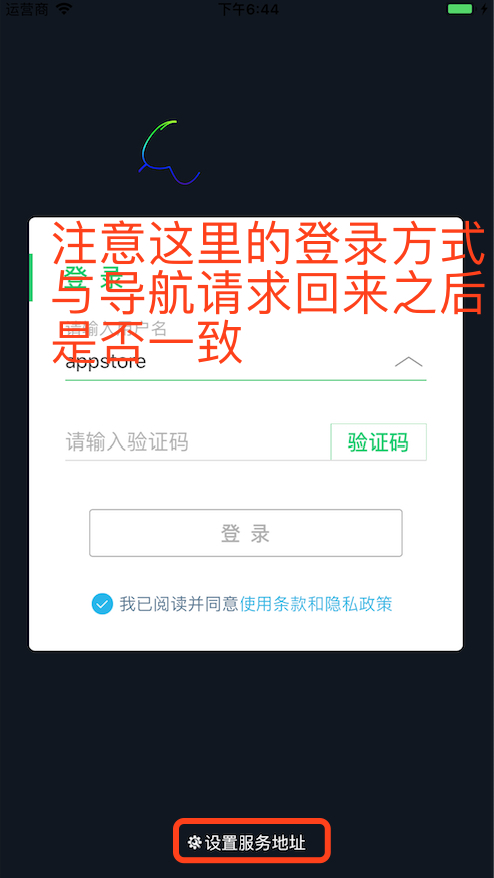 运营商 下午6:44
注意这里的登录方式
登 录
与导航请求回来之后
请输入用户名
是否一致
appstore
请输入验证码 验证码
登 录
我已阅读并同意使用条款和隐私政策
设置服务地址